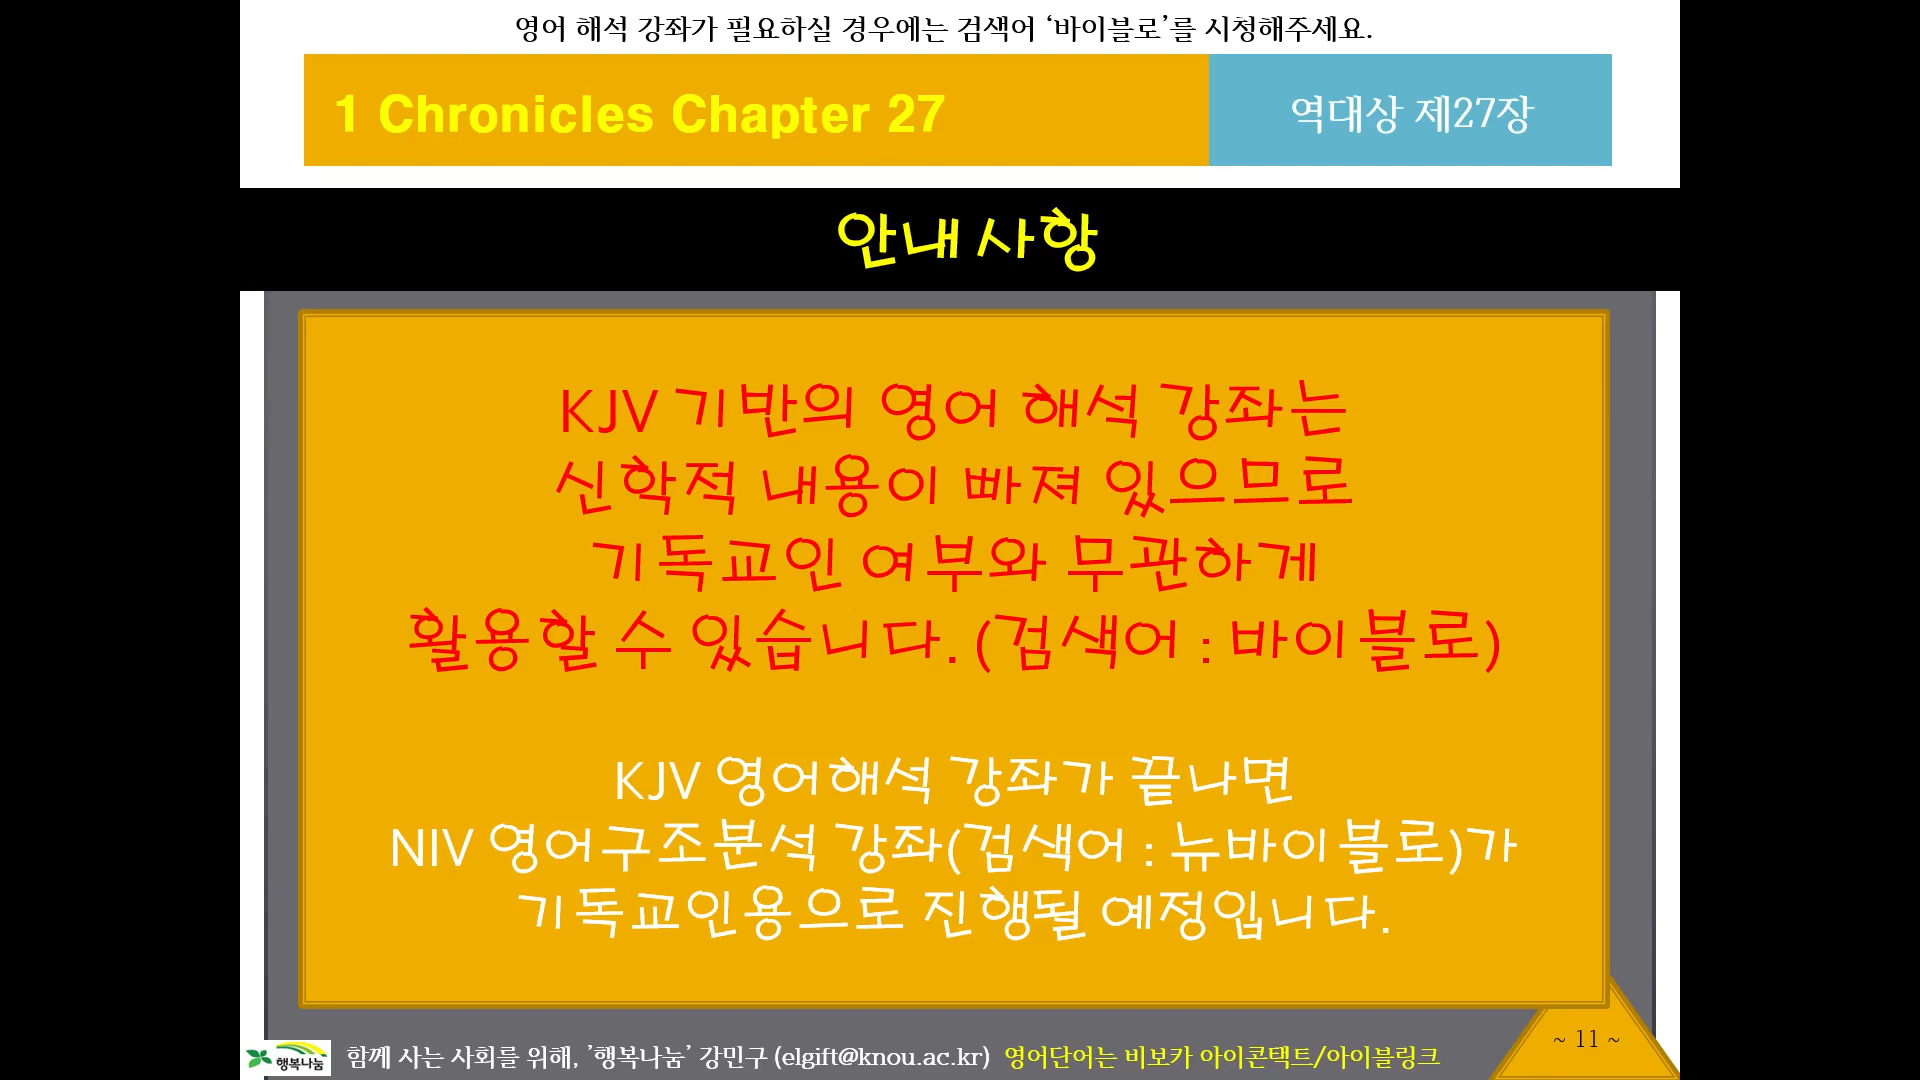 영어 해석 강좌가 필요하실 경우에는 검색어 ‘바이블로’를 시청해주세요.
1 Chronicles Chapter 27
역대상 제27장
안내 사항
KJV 기반의 영어 해석 강좌는
신학적 내용이 빠져 있으므로
기독교인 여부와 무관하게
활용할 수 있습니다. (검색어 : 바이블로)
KJV 영어해석 강좌가 끝나면
NIV 영어구조분석 강좌(검색어 : 뉴바이블로)가
기독교인용으로 진행될 예정입니다.
~ 11 ~
행복나눔
함께 사는 사회를 위해, ’행복나눔’ 강민구 (elgift@knou.ac.kr) 영어단어는 비보카 아이콘택트/아이블링크